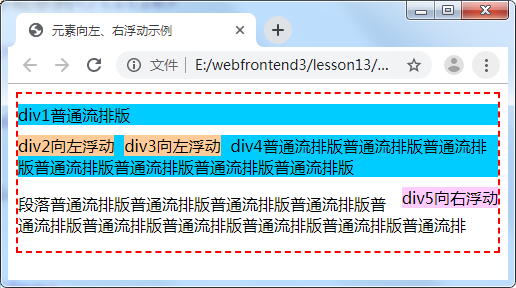 元素向左、右浮动示例
文件 E:/webfrontend3/lesson13/...
div1普通流排版
div2向左浮动 div3向左浮动 div4普通流排版普通流排版普通流排
版普通流排版普通流排版普通流排版普通流排版
div5向右浮动
段落普通流排版普通流排版普通流排版普通流排版普
通流排版普通流排版普通流排版普通流排版普通流排